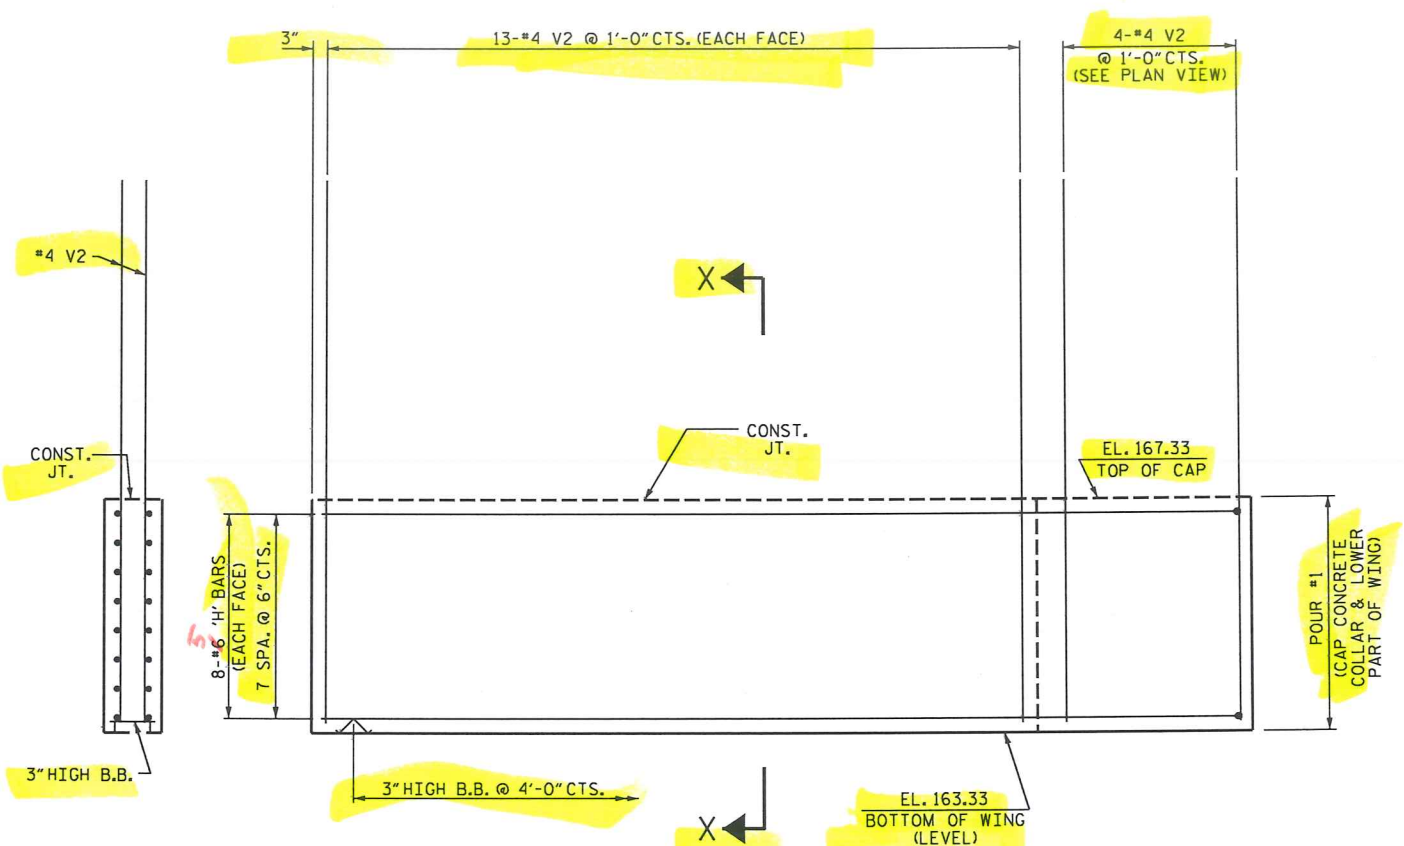 3"
13-#4 V2 @ 1'-0" CTS. (EACH FACE)
4-#4 V2
@ 1'-0" CTS.
(SEE PLAN VIEW)
#4 V2
X
CONST.
JT.
CONST.
JT.
EL. 167.33
TOP OF CAP
8-#6 'H' BARS
(EACH FACE)
7 SPA. @ 6" CTS.
POUR #1
(CAP CONCRETE
COLLAR & LOWER
PART OF WING)
3" HIGH B.B.
3" HIGH B.B. @ 4'-0" CTS.
EL. 163.33
BOTTOM OF WING
(LEVEL)
X